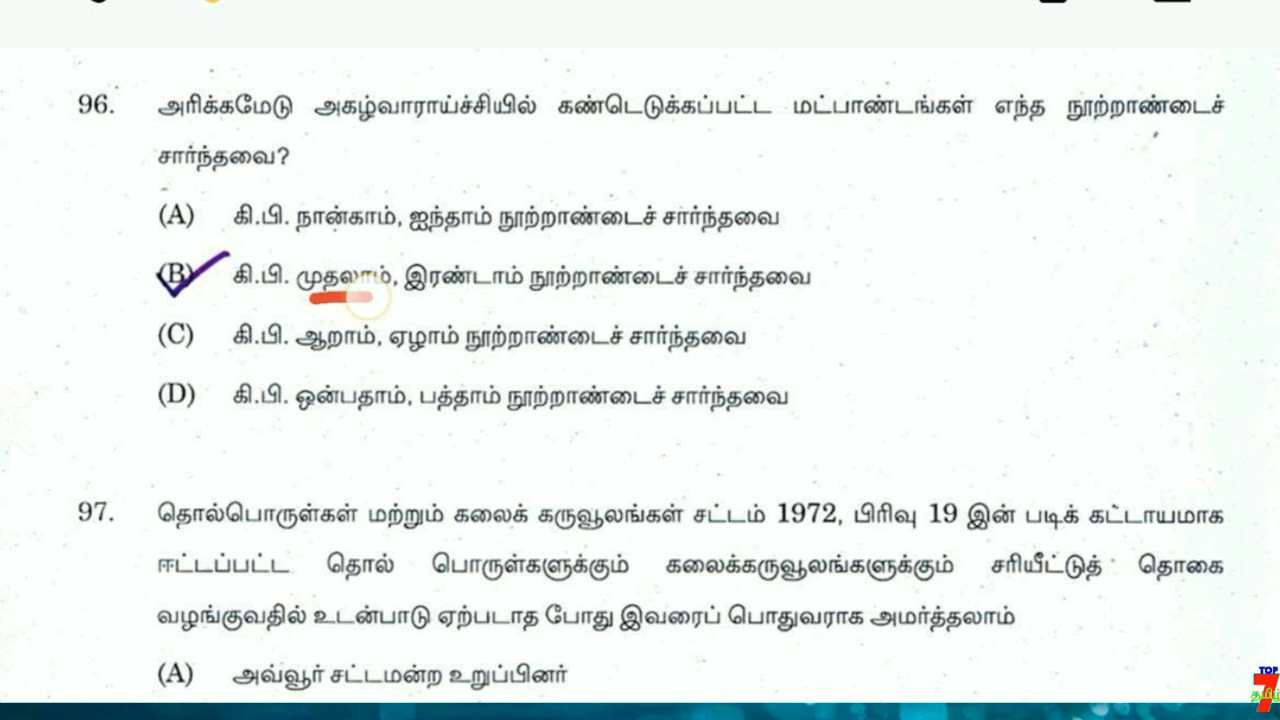 96. அரிக்கமேடு அகழ்வாராய்ச்சியில் கண்டெடுக்கப்பட்ட மட்பாண்டங்கள் எந்த நூற்றாண்டைச்
சார்ந்தவை?
(A) கி.பி. நான்காம், ஐந்தாம் நூற்றாண்டைச் சார்ந்தவை
(B) கி.பி. முதலாம், இரண்டாம் நூற்றாண்டைச் சார்ந்தவை
(C) கி.பி. ஆறாம், ஏழாம் நூற்றாண்டைச் சார்ந்தவை
(D) கி.பி. ஒன்பதாம், பத்தாம் நூற்றாண்டைச் சார்ந்தவை
97. தொல்பொருள்கள் மற்றும் கலைக் கருவூலங்கள் சட்டம் 1972, பிரிவு 19 இன் படிக் கட்டாயமாக
ஈட்டப்பட்ட தொல் பொருள்களுக்கும் கலைக்கருவூலங்களுக்கும் சரியீட்டுத் தொகை
வழங்குவதில் உடன்பாடு ஏற்படாத போது இவரைப் பொதுவராக அமர்த்தலாம்
(A) அவ்வூர் சட்டமன்ற உறுப்பினர்
TOP
7
தமிழ்